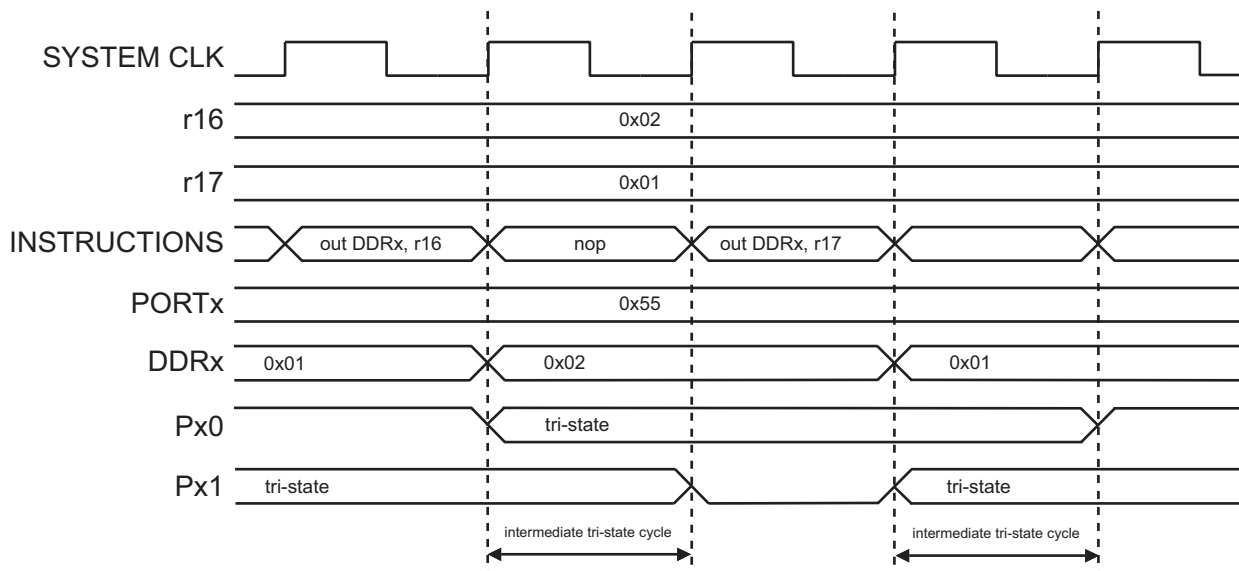 SYSTEM CLK
r16
0x02
r17
0x01
INSTRUCTIONS
out DDRx, r16
nop
out DDRx, r17
PORTx
0x55
DDRx
0x01
0x02
0x01
Px0
tri-state
Px1
tri-state
tri-state
intermediate tri-state cycle
intermediate tri-state cycle